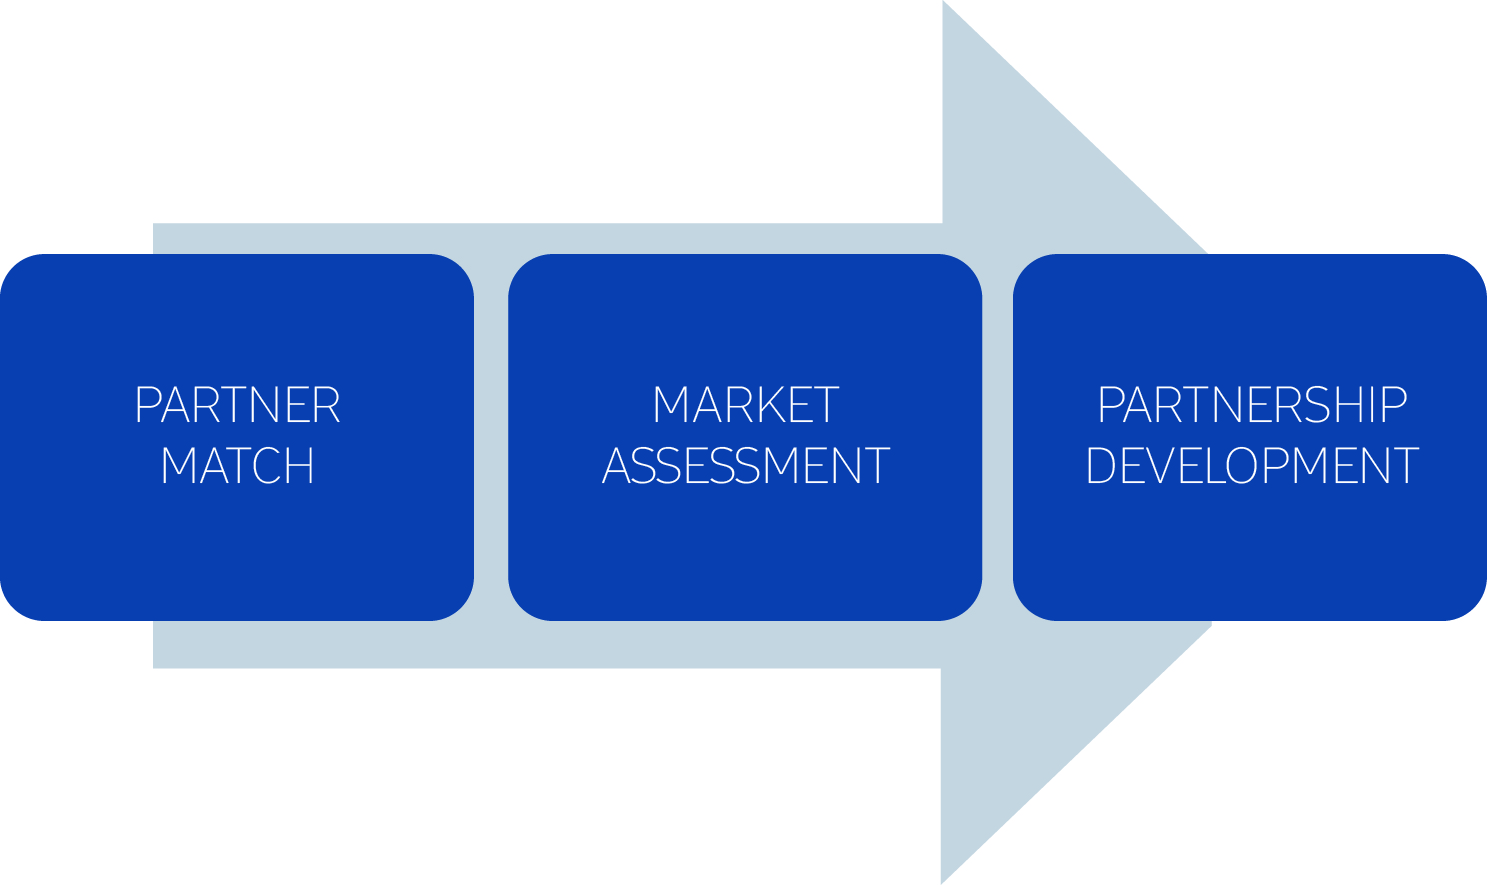 PARTNER
MATCH
MARKET
ASSESSMENT
PARTNERSHIP
DEVELOPMENT